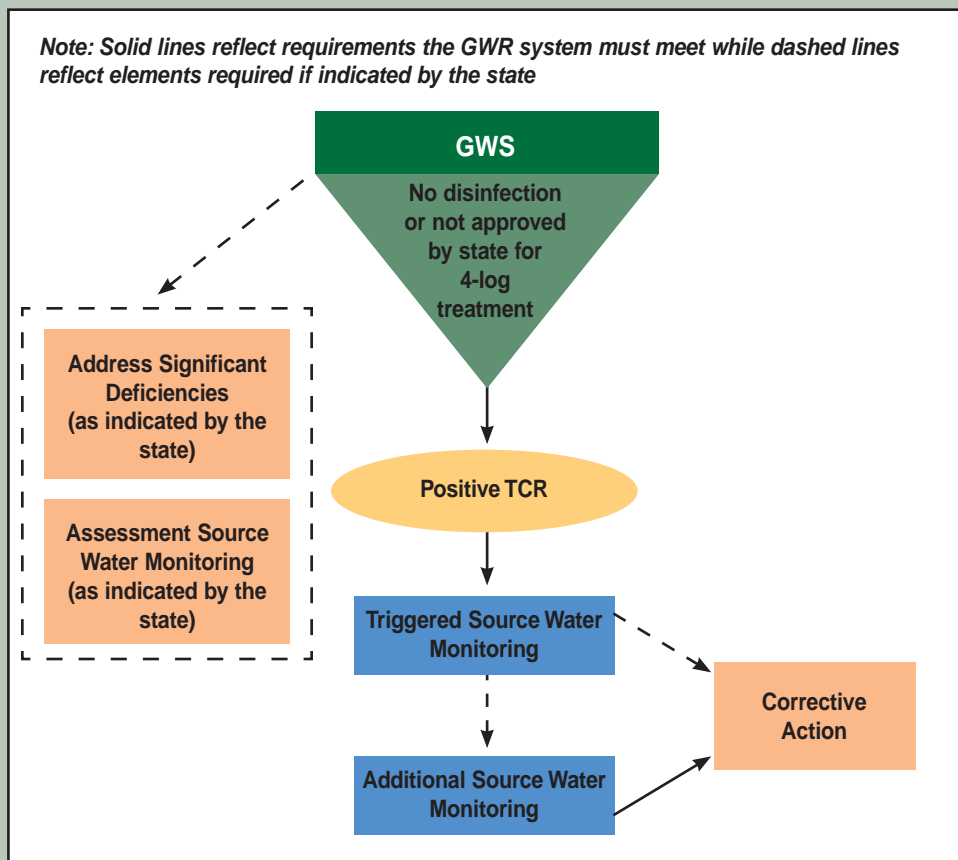 Note: Solid lines reflect requirements the GWR system must meet while dashed lines
reflect elements required if indicated by the state
GWS
No disinfection
or not approved
by state for
4-log
treatment
Address Significant
Deficiencies
(as indicated by the
state)
Positive TCR
Assessment Source
Water Monitoring
(as indicated by the
state)
Triggered Source Water
Monitoring
Corrective
Action
Additional Source Water
Monitoring